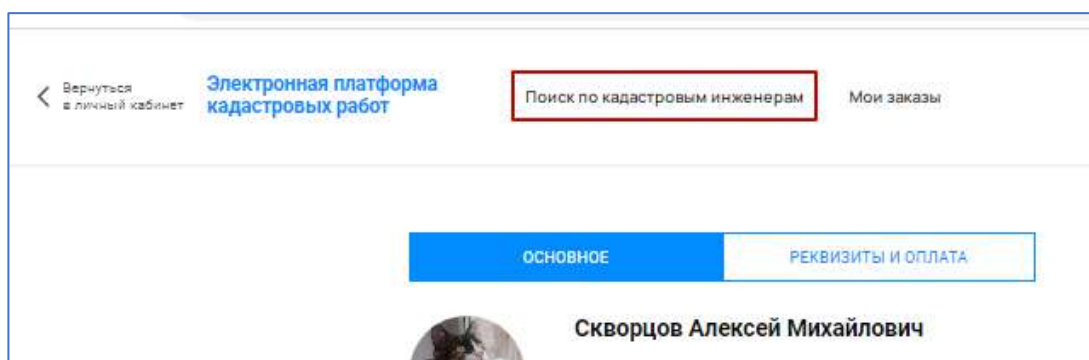 Вернуться
в личный кабинет
Электронная платформа
кадастровых работ
Поиск по кадастровым инженерам
Мои заказы
ОСНОВНОЕ
РЕКВИЗИТЫ И ОПЛАТА
Скворцов Алексей Михайлович